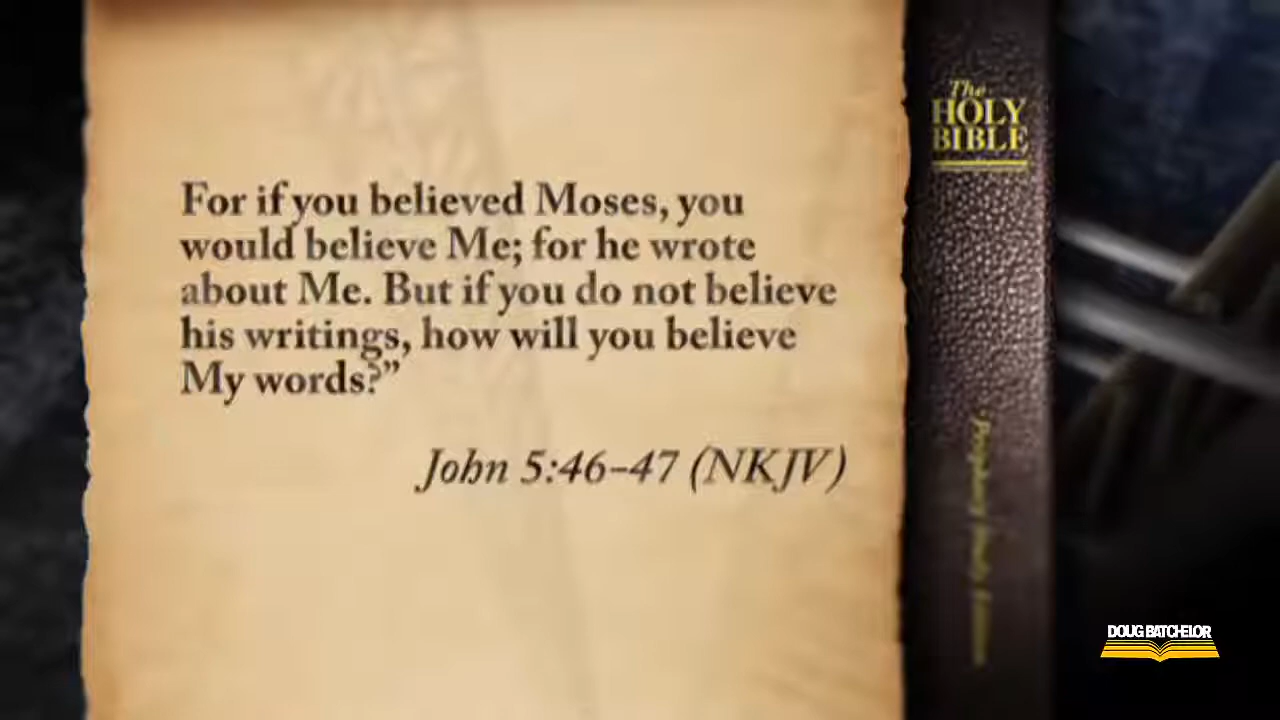 For if you believed Moses, you
would believe Me; for he wrote
about Me. But if you do not believe
his writings, how will you believe
My words?”
John 5:46–47 (NKJV)
The
HOLY
BIBLE
DOUG BATCHELOR